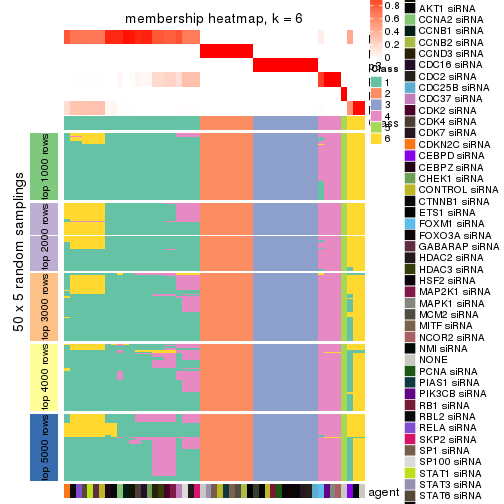 membership heatmap, k = 6
50 x 5 random samplings
top 1000 rows
top 2000 rows
top 3000 rows
top 4000 rows
top 5000 rows
0.8
0.6
0.4
0.2
0
Class
1
2
3
4
5
6
agent
AKT1 siRNA
CCNA2 siRNA
CCNB1 siRNA
CCNB2 siRNA
CCND3 siRNA
CDC16 siRNA
CDC2 siRNA
CDC25B siRNA
CDC37 siRNA
CDK2 siRNA
CDK4 siRNA
CDK7 siRNA
CDKN2C siRNA
CEBPD siRNA
CEBPZ siRNA
CHEK1 siRNA
CONTROL siRNA
CTNNB1 siRNA
ETS1 siRNA
FOXM1 siRNA
FOXO3A siRNA
GABARAP siRNA
HDAC2 siRNA
HDAC3 siRNA
HSF2 siRNA
MAP2K1 siRNA
MAPK1 siRNA
MCM2 siRNA
MITF siRNA
NCOR2 siRNA
NMI siRNA
NONE
PCNA siRNA
PIAS1 siRNA
PIK3CB siRNA
RB1 siRNA
RBL2 siRNA
RELA siRNA
SKP2 siRNA
SP1 siRNA
SP100 siRNA
STAT1 siRNA
STAT3 siRNA
STAT6 siRNA